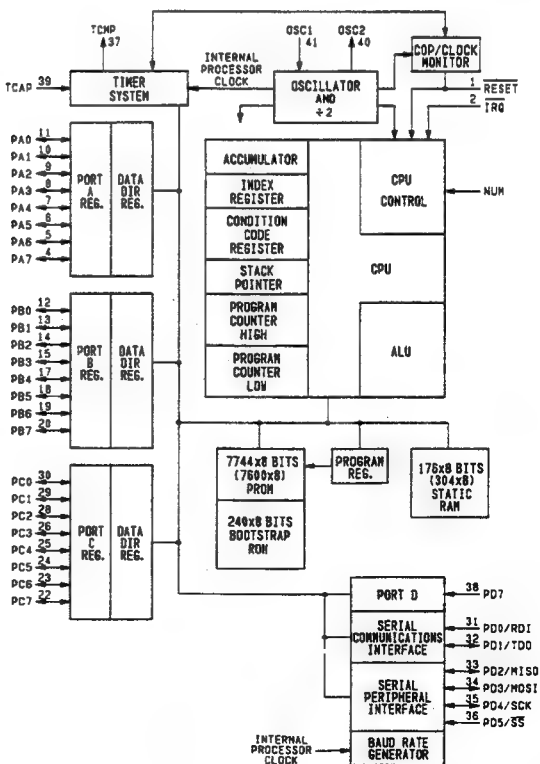 TCMP
37
OSC1
41
OSC2
40
COP/CLOCK
MONITOR
INTERNAL
PROCESSOR
CLOCK
TCAP 39
TIMER
SYSTEM
OSCILLATOR
AND
÷2
1 RESET
2 IRQ
NUM
PA0 11
PA1 10
PA2 9
PA3 8
PA4 7
PA5 6
PA6 5
PA7 4
PORT
A
REG.
DATA
DIR
REG.
ACCUMULATOR
INDEX
REGISTER
CONDITION
CODE
REGISTER
STACK
POINTER
PROGRAM
COUNTER
HIGH
PROGRAM
COUNTER
LOW
CPU
CONTROL
CPU
ALU
PB0 12
PB1 13
PB2 14
PB3 15
PB4 17
PB5 18
PB6 19
PB7 20
PORT
B
REG.
DATA
DIR
REG.
PC0 30
PC1 29
PC2 28
PC3 26
PC4 25
PC5 24
PC6 23
PC7 22
PORT
C
REG.
DATA
DIR
REG.
7744x8 BITS
(7600x8)
PROM
240x8 BITS
BOOTSTRAP
ROM
PROGRAM
REG.
176x8 BITS
(304x8)
STATIC
RAM
PORT D
38 PD7
SERIAL
COMMUNICATIONS
INTERFACE
31 PD0/RDI
32 PD1/TDO
SERIAL
PERIPHERAL
INTERFACE
33 PD2/MISO
34 PD3/MOSI
35 PD4/SCK
36 PD5/SS
INTERNAL
PROCESSOR
CLOCK
BAUD RATE
GENERATOR